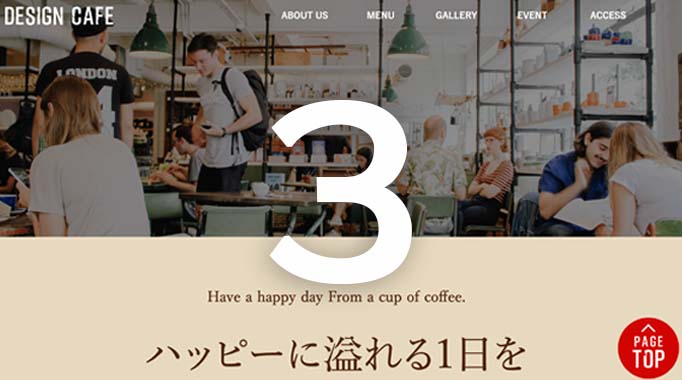 DESIGN CAFE
ABOUT US
MENU
GALLERY
EVENT
ACCESS
LONDON
3
Have a happy day From a cup of coffee.
ハッピーに溢れる1日を
PAGE
TOP